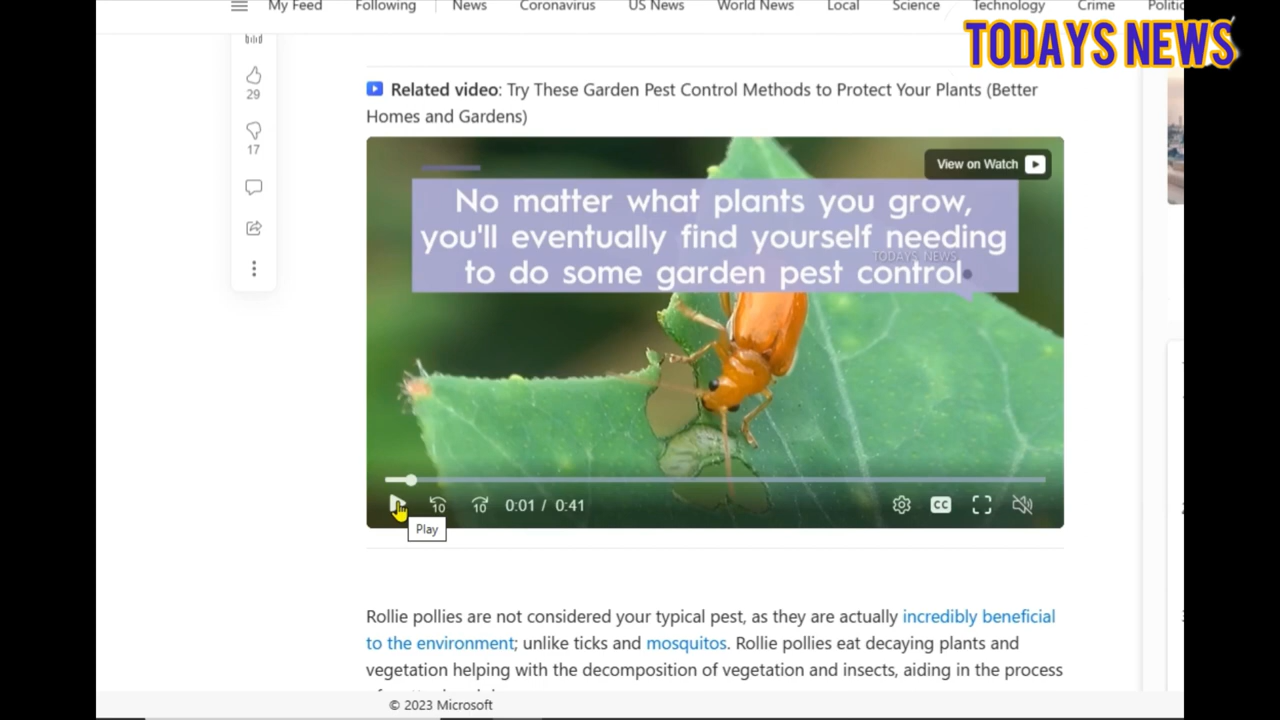 My Feed Following News Coronavirus US News World News Local Science Technology Crime
TODAYS NEWS
29
17
Related video: Try These Garden Pest Control Methods to Protect Your Plants (Better
Homes and Gardens)
View on Watch
No matter what plants you grow,
you'll eventually find yourself needing
to do some garden pest control.
TODAYS NEWS
10 10 0:01 / 0:41 CC
Play
Rollie pollies are not considered your typical pest, as they are actually incredibly beneficial
to the environment; unlike ticks and mosquitos. Rollie pollies eat decaying plants and
vegetation helping with the decomposition of vegetation and insects, aiding in the process
© 2023 Microsoft